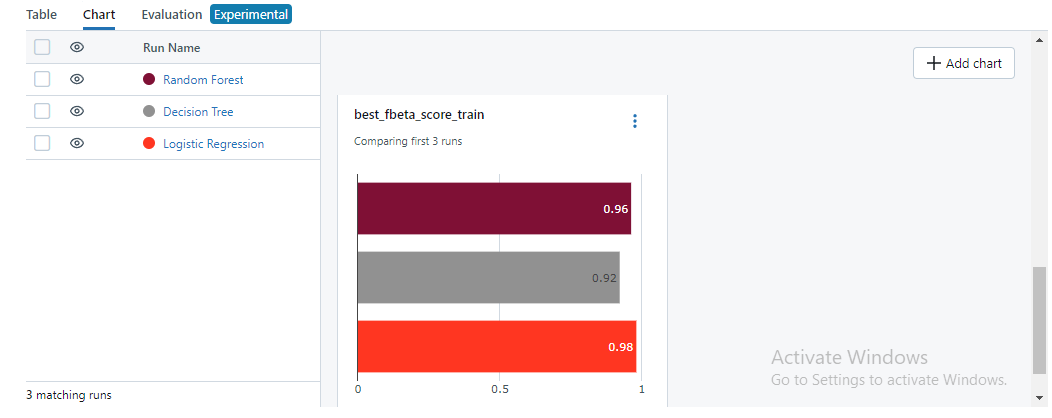 Table Chart Evaluation Experimental
Run Name
Random Forest
Decision Tree
Logistic Regression
3 matching runs
+ Add chart
best_fbeta_score_train
Comparing first 3 runs
0.96
0.92
0.98
0 0.5 1
Activate Windows
Go to Settings to activate Windows.